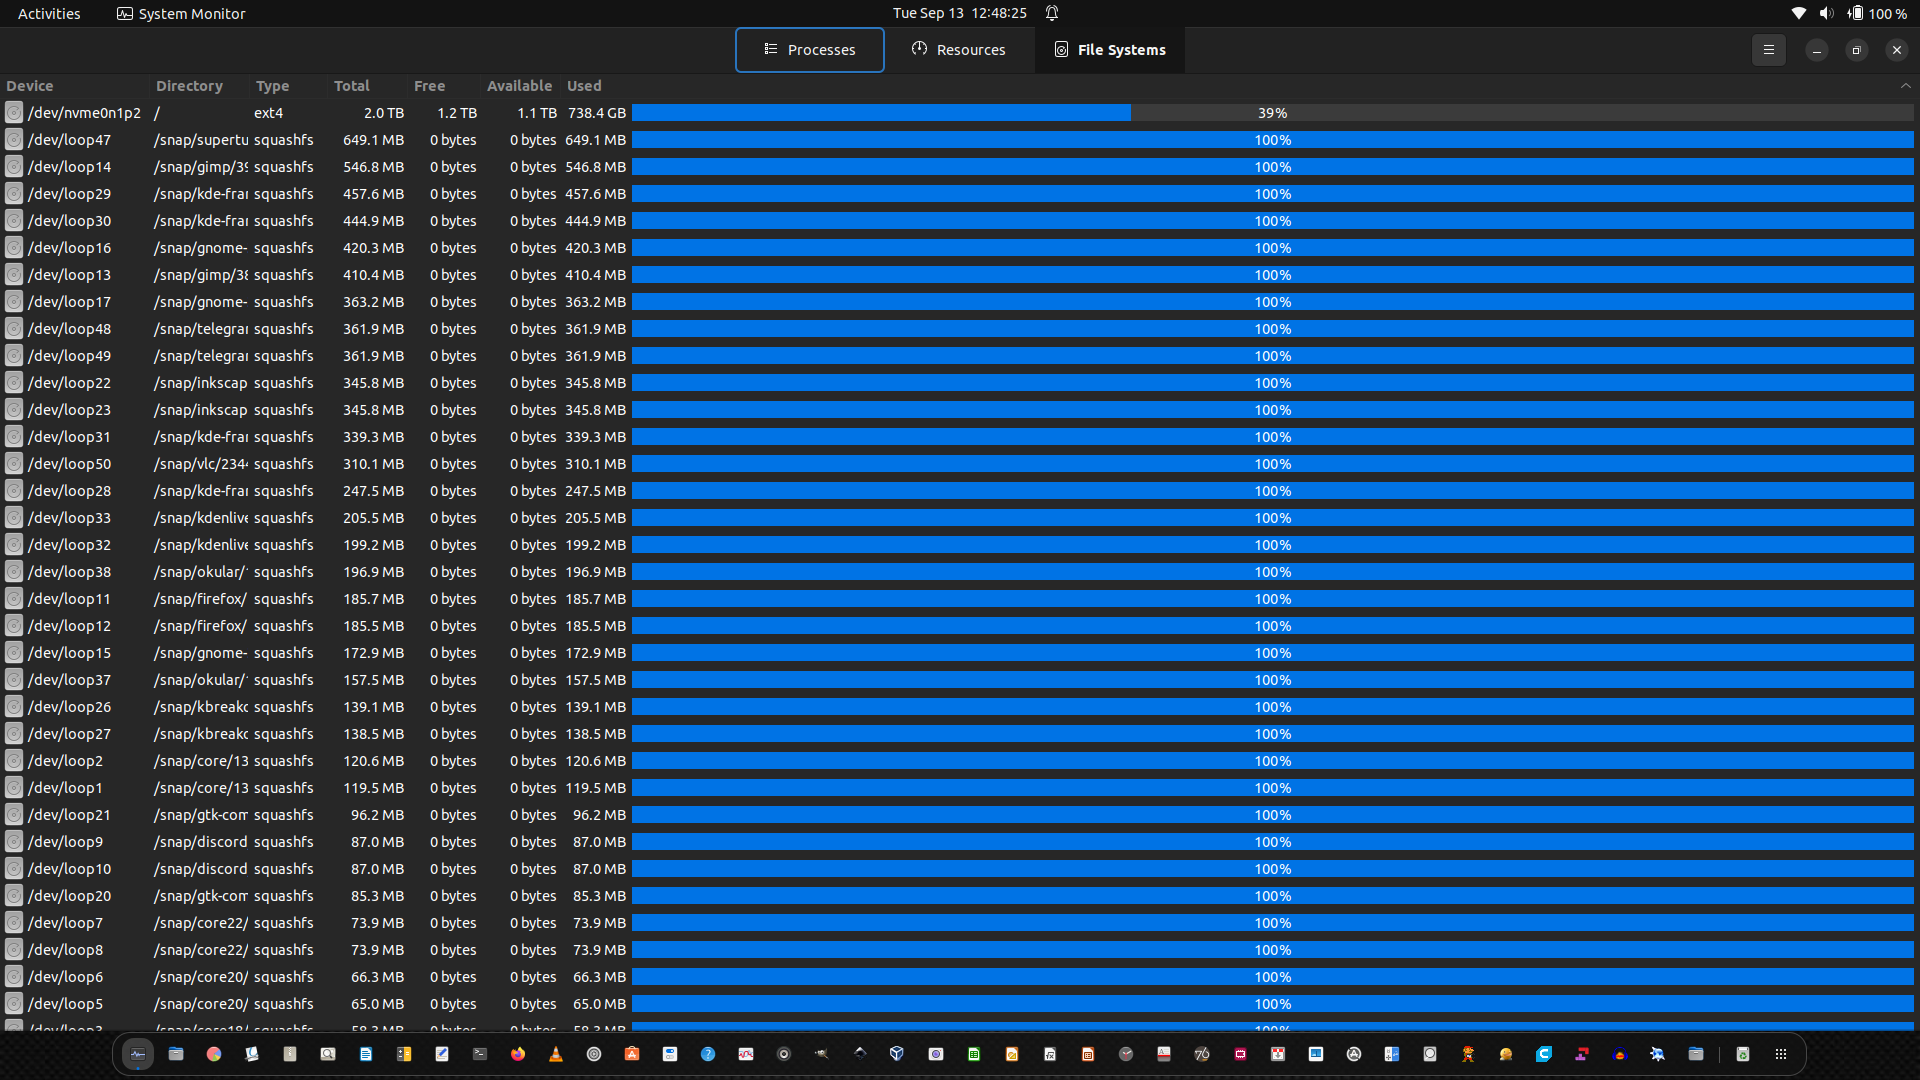 Activities System Monitor Tue Sep 13 12:48:25 100 %
Processes Resources File Systems
Device Directory Type Total Free Available Used
/dev/nvme0n1p2 / ext4 2.0 TB 1.2 TB 1.1 TB 738.4 GB 39%
/dev/loop47 /snap/supertu squashfs 649.1 MB 0 bytes 0 bytes 649.1 MB 100%
/dev/loop14 /snap/gimp/39 squashfs 546.8 MB 0 bytes 0 bytes 546.8 MB 100%
/dev/loop29 /snap/kde-fra squashfs 457.6 MB 0 bytes 0 bytes 457.6 MB 100%
/dev/loop30 /snap/kde-fra squashfs 444.9 MB 0 bytes 0 bytes 444.9 MB 100%
/dev/loop16 /snap/gnome- squashfs 420.3 MB 0 bytes 0 bytes 420.3 MB 100%
/dev/loop13 /snap/gimp/38 squashfs 410.4 MB 0 bytes 0 bytes 410.4 MB 100%
/dev/loop17 /snap/gnome- squashfs 363.2 MB 0 bytes 0 bytes 363.2 MB 100%
/dev/loop48 /snap/telegra squashfs 361.9 MB 0 bytes 0 bytes 361.9 MB 100%
/dev/loop49 /snap/telegra squashfs 361.9 MB 0 bytes 0 bytes 361.9 MB 100%
/dev/loop22 /snap/inkscap squashfs 345.8 MB 0 bytes 0 bytes 345.8 MB 100%
/dev/loop23 /snap/inkscap squashfs 345.8 MB 0 bytes 0 bytes 345.8 MB 100%
/dev/loop31 /snap/kde-fra squashfs 339.3 MB 0 bytes 0 bytes 339.3 MB 100%
/dev/loop50 /snap/vlc/234 squashfs 310.1 MB 0 bytes 0 bytes 310.1 MB 100%
/dev/loop28 /snap/kde-fra squashfs 247.5 MB 0 bytes 0 bytes 247.5 MB 100%
/dev/loop33 /snap/kdenlive squashfs 205.5 MB 0 bytes 0 bytes 205.5 MB 100%
/dev/loop32 /snap/kdenlive squashfs 199.2 MB 0 bytes 0 bytes 199.2 MB 100%
/dev/loop38 /snap/okular/ squashfs 196.9 MB 0 bytes 0 bytes 196.9 MB 100%
/dev/loop11 /snap/firefox/ squashfs 185.7 MB 0 bytes 0 bytes 185.7 MB 100%
/dev/loop12 /snap/firefox/ squashfs 185.5 MB 0 bytes 0 bytes 185.5 MB 100%
/dev/loop15 /snap/gnome- squashfs 172.9 MB 0 bytes 0 bytes 172.9 MB 100%
/dev/loop37 /snap/okular/ squashfs 157.5 MB 0 bytes 0 bytes 157.5 MB 100%
/dev/loop26 /snap/kbreako squashfs 139.1 MB 0 bytes 0 bytes 139.1 MB 100%
/dev/loop27 /snap/kbreako squashfs 138.5 MB 0 bytes 0 bytes 138.5 MB 100%
/dev/loop2 /snap/core/13 squashfs 120.6 MB 0 bytes 0 bytes 120.6 MB 100%
/dev/loop1 /snap/core/13 squashfs 119.5 MB 0 bytes 0 bytes 119.5 MB 100%
/dev/loop21 /snap/gtk-com squashfs 96.2 MB 0 bytes 0 bytes 96.2 MB 100%
/dev/loop9 /snap/discord squashfs 87.0 MB 0 bytes 0 bytes 87.0 MB 100%
/dev/loop10 /snap/discord squashfs 87.0 MB 0 bytes 0 bytes 87.0 MB 100%
/dev/loop20 /snap/gtk-com squashfs 85.3 MB 0 bytes 0 bytes 85.3 MB 100%
/dev/loop7 /snap/core22/ squashfs 73.9 MB 0 bytes 0 bytes 73.9 MB 100%
/dev/loop8 /snap/core22/ squashfs 73.9 MB 0 bytes 0 bytes 73.9 MB 100%
/dev/loop6 /snap/core20/ squashfs 66.3 MB 0 bytes 0 bytes 66.3 MB 100%
/dev/loop5 /snap/core20/ squashfs 65.0 MB 0 bytes 0 bytes 65.0 MB 100%
/dev/loop3 /snap/core18/ squashfs 58.3 MB 0 bytes 0 bytes 58.3 MB 100%